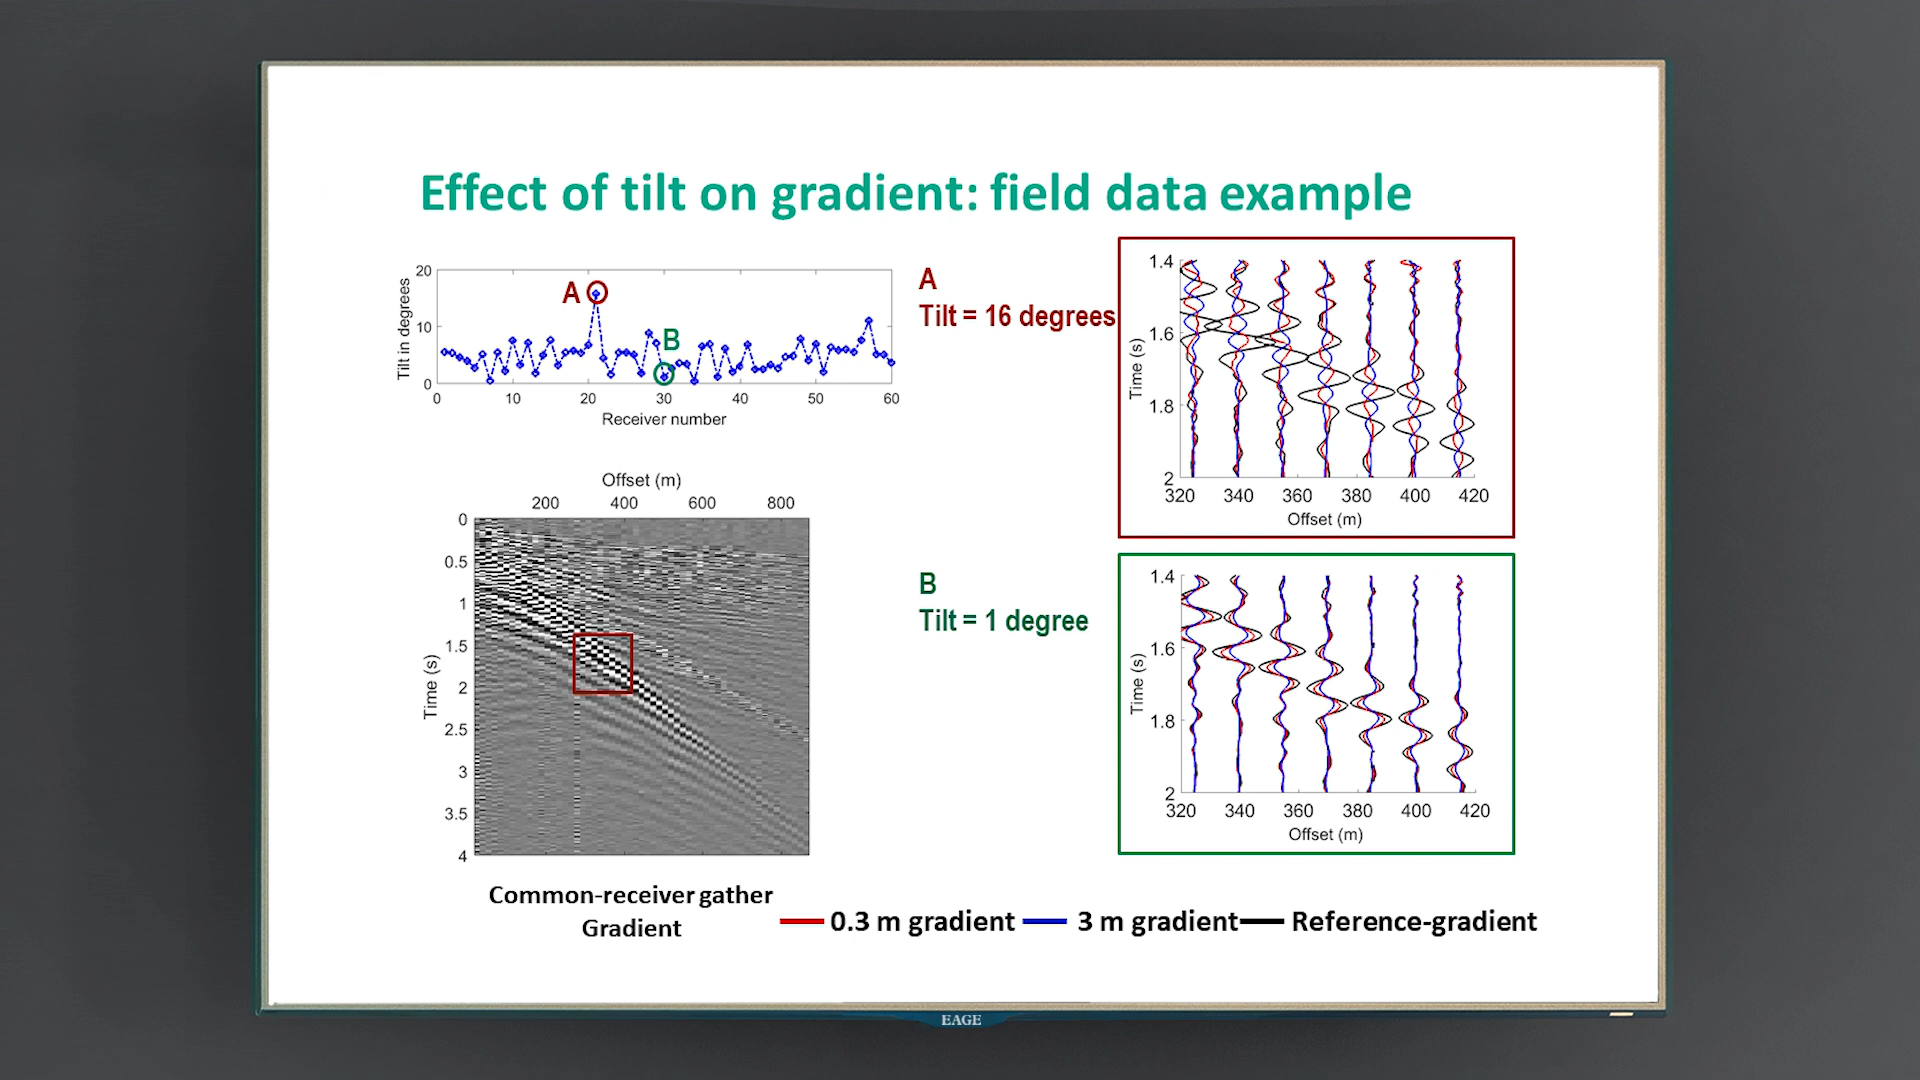 Effect of tilt on gradient: field data example
20
10
0
Tilt in degrees
A
B
0 10 20 30 40 50 60
Receiver number
A
Tilt = 16 degrees
1.4
1.6
1.8
2
Time (s)
320 340 360 380 400 420
Offset (m)
Offset (m)
200 400 600 800
0
0.5
1
1.5
2
2.5
3
3.5
4
Time (s)
Common-receiver gather
Gradient
B
Tilt = 1 degree
1.4
1.6
1.8
2
Time (s)
320 340 360 380 400 420
Offset (m)
0.3 m gradient 3 m gradient Reference-gradient
EAGE